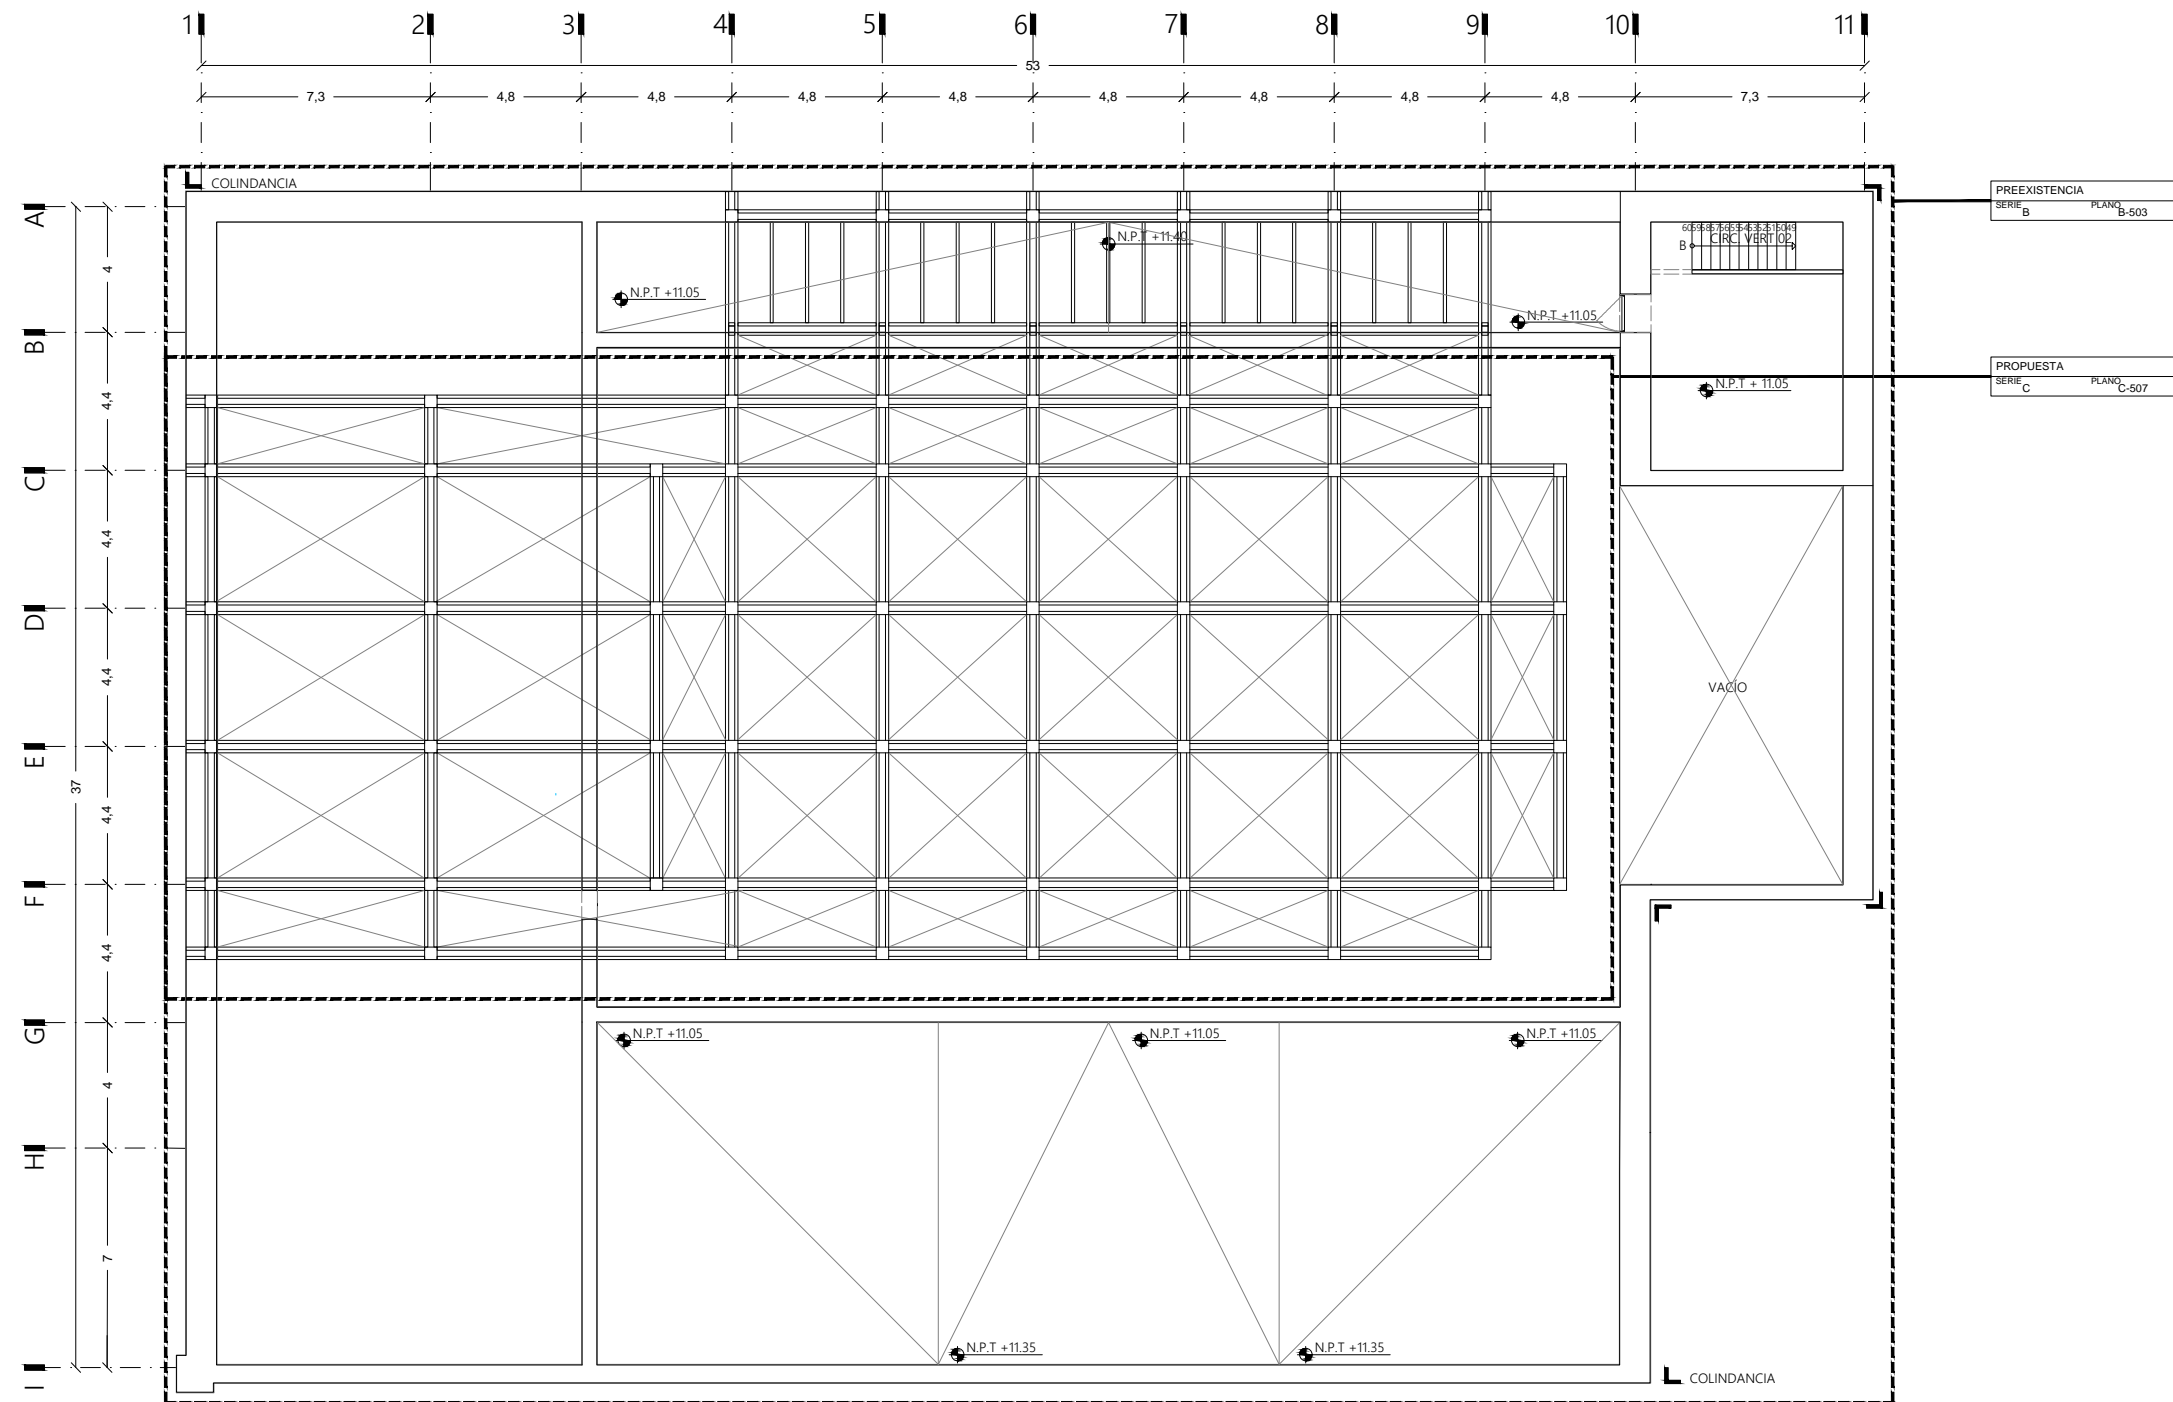 1 2 3 4 5 6 7 8 9 10 11
53
7,3 4,8 4,8 4,8 4,8 4,8 4,8 4,8 4,8 7,3
COLINDANCIA
PREEXISTENCIA
SERIE B PLANO B-503
A
605958575655545352515049
B CIRC. VERT 02
N.P.T +11.40
4
N.P.T +11.05
N.P.T +11.05
B
PROPUESTA
SERIE C PLANO C-507
N.P.T + 11.05
4,4
C
4,4
D
4,4
VACÍO
E
37
4,4
F
4,4
G
N.P.T +11.05 N.P.T +11.05 N.P.T +11.05
4
H
7
N.P.T +11.35 N.P.T +11.35
I
COLINDANCIA